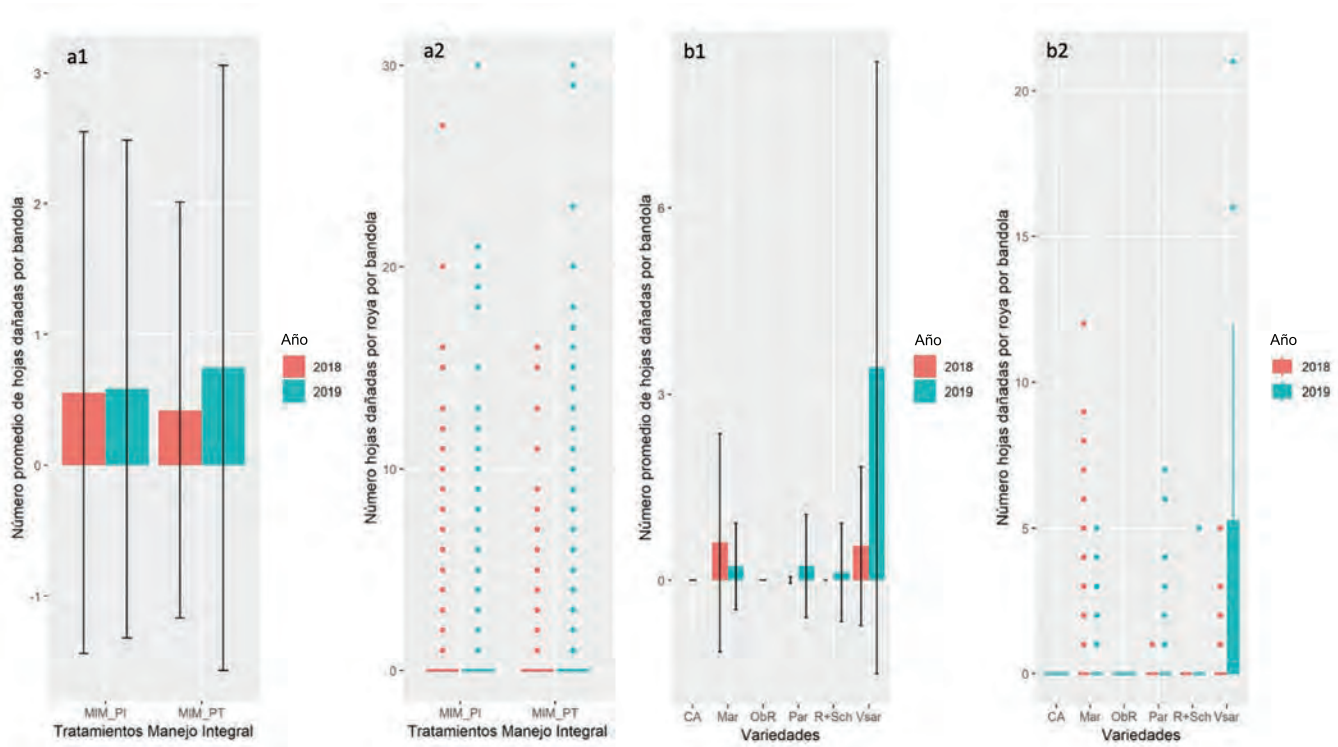 a1
Número promedio de hojas dañadas por bandola
3
2
1
0
-1
MIM_PI MIM_PT
Tratamientos Manejo Integral
Año
2018
2019
a2
Número hojas dañadas por roya por bandola
30
20
10
0
MIM_PI MIM_PT
Tratamientos Manejo Integral
b1
Número promedio de hojas dañadas por bandola
6
3
0
CA Mar ObR Par R+Sch Vsar
Variedades
Año
2018
2019
b2
Número hojas dañadas por roya por bandola
20
15
10
5
0
CA Mar ObR Par R+Sch Vsar
Variedades
Año
2018
2019